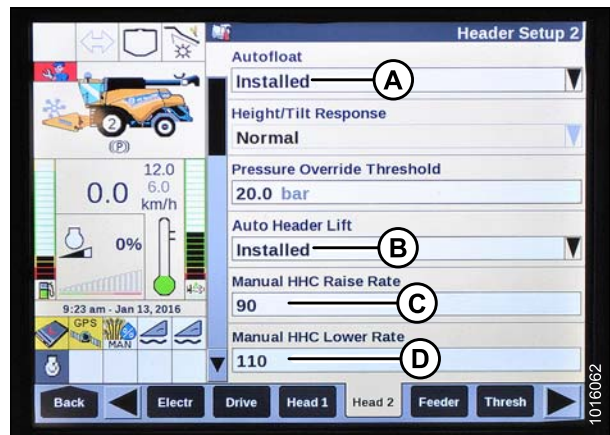 Header Setup 2
Autofloat
Installed
A
Height/Tilt Response
Normal
Pressure Override Threshold
20.0 bar
Auto Header Lift
Installed
B
Manual HHC Raise Rate
90
C
Manual HHC Lower Rate
110
D
2
(P)
12.0
0.0
6.0
km/h
0%
9:23 am - Jan 13, 2016
GPS
MAN
Back
Electr
Drive
Head 1
Head 2
Feeder
Thresh
1016062